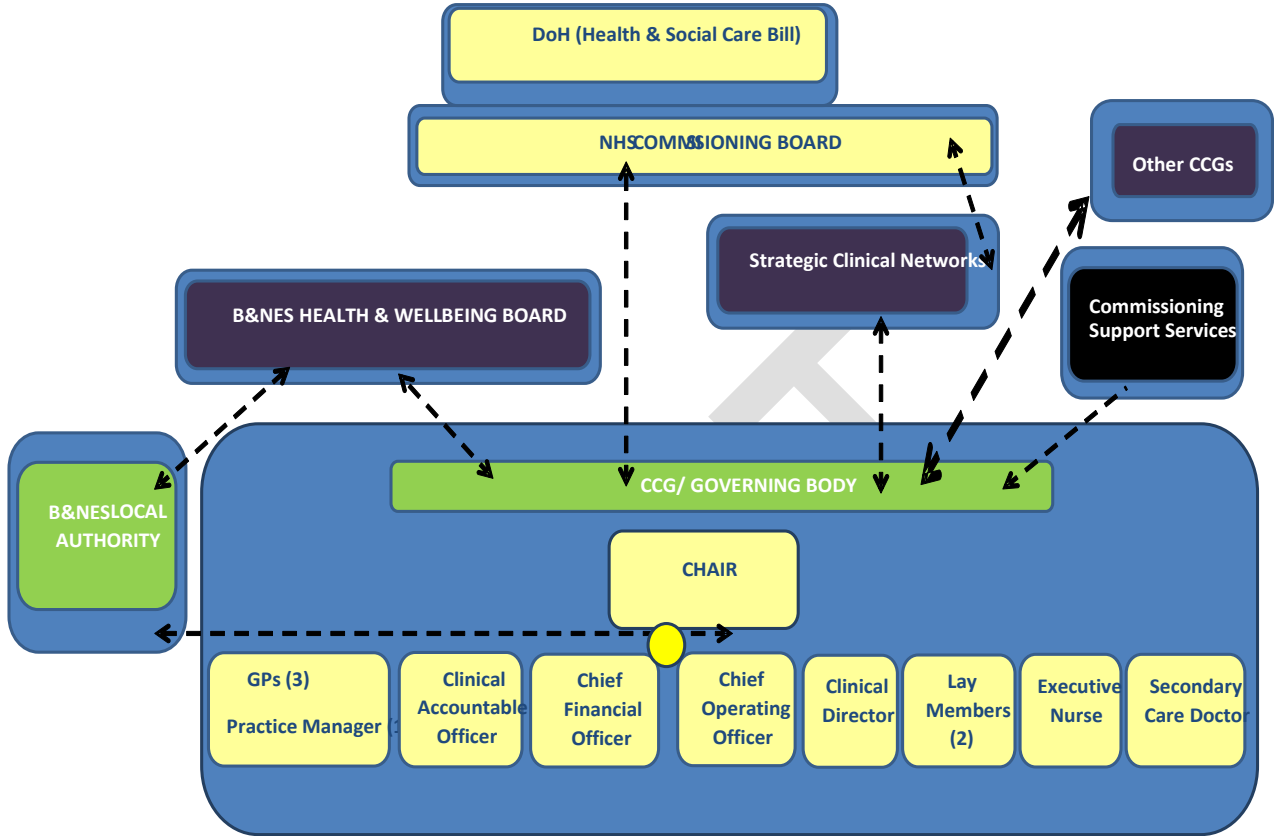 DoH (Health & Social Care Bill)
NHS COMMISSIONING BOARD
Other CCGs
Strategic Clinical Networks
Commissioning
Support Services
B&NES HEALTH & WELLBEING BOARD
CCG/ GOVERNING BODY
B&NES LOCAL
AUTHORITY
CHAIR
GPs (3)
Practice Manager (
Clinical
Accountable
Officer
Chief
Financial
Officer
Chief
Operating
Officer
Clinical
Director
Lay
Members
(2)
Executive
Nurse
Secondary
Care Doctor